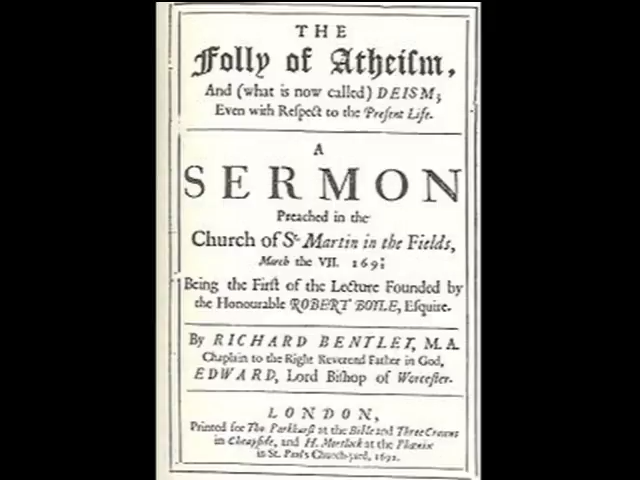 THE
Folly of Atheiſm,
And (what is now called) DEISM;
Even with Reſpect to the Preſent Life.
A
SERMON
Preached in the
Church of St. Martin in the Fields,
March the VII. 169½
Being the Firſt of the Lecture Founded by
the Honourable ROBERT BOYLE, Eſquire.
By RICHARD BENTLEY, M.A.
Chaplain to the Right Reverend Father in God,
EDWARD, Lord Biſhop of Worceſter.
LONDON,
Printed for Tho. Parkhurſt at the Bible and Three Crowns
in Cheapſide, and H. Mortlock at the Phœnix
in St. Paul's Church-yard, 1692.